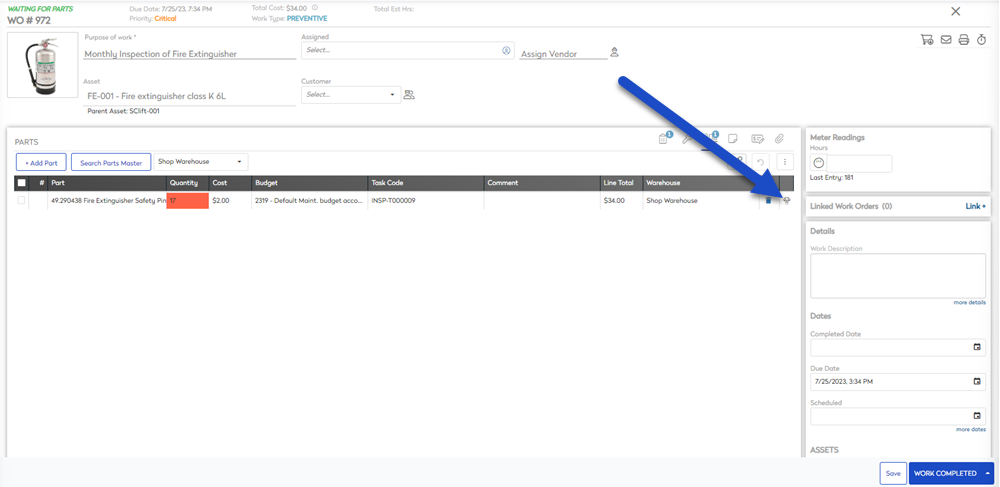 WAITING FOR PARTS
WO # 972
Due Date: 7/25/23, 7:34 PM
Priority: Critical
Total Cost: $34.00
Work Type: PREVENTIVE
Total Est Hrs:
Purpose of work *
Monthly Inspection of Fire Extinguisher
Assigned
Select...
Assign Vendor
Asset
FE-001 - Fire extinguisher class K 6L
Parent Asset: SClift-001
Customer
Select...
PARTS
1
1
+ Add Part
Search Parts Master
Shop Warehouse
# Part Quantity Cost Budget Task Code Comment Line Total Warehouse
49.290438 Fire Extinguisher Safety Pin 17 $2.00 2319 - Default Maint. budget acco... INSP-T000009 $34.00 Shop Warehouse
Meter Readings
Hours
Last Entry: 181
Linked Work Orders (0) Link +
Details
Work Description
more details
Dates
Completed Date
Due Date
7/25/2023, 3:34 PM
Scheduled
more dates
ASSETS
Save
WORK COMPLETED